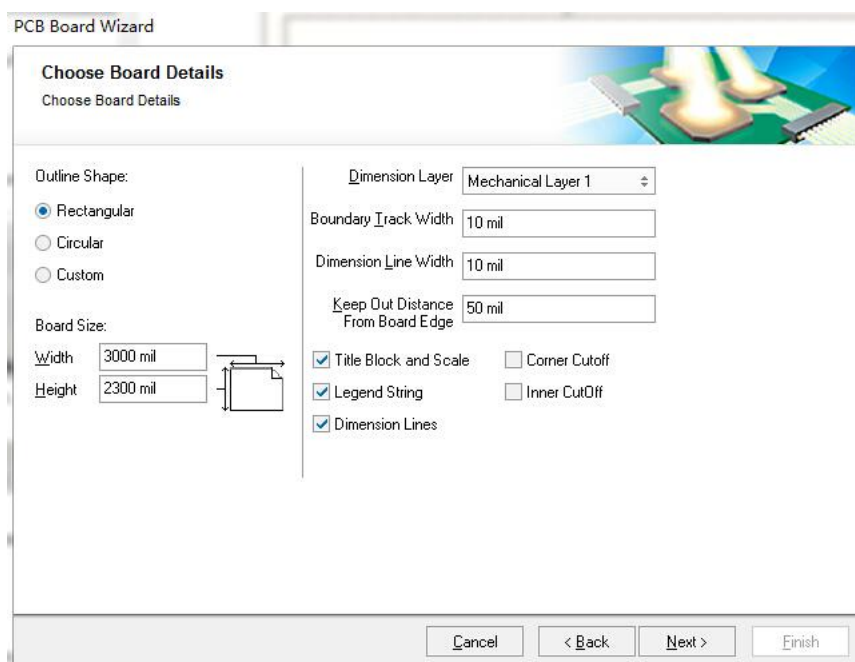 PCB Board Wizard
Choose Board Details
Choose Board Details
Outline Shape:
Rectangular
Circular
Custom
Board Size:
Width 3000 mil
Height 2300 mil
Dimension Layer Mechanical Layer 1
Boundary Track Width 10 mil
Dimension Line Width 10 mil
Keep Out Distance
From Board Edge 50 mil
Title Block and Scale Corner Cutoff
Legend String Inner CutOff
Dimension Lines
Cancel < Back Next > Finish